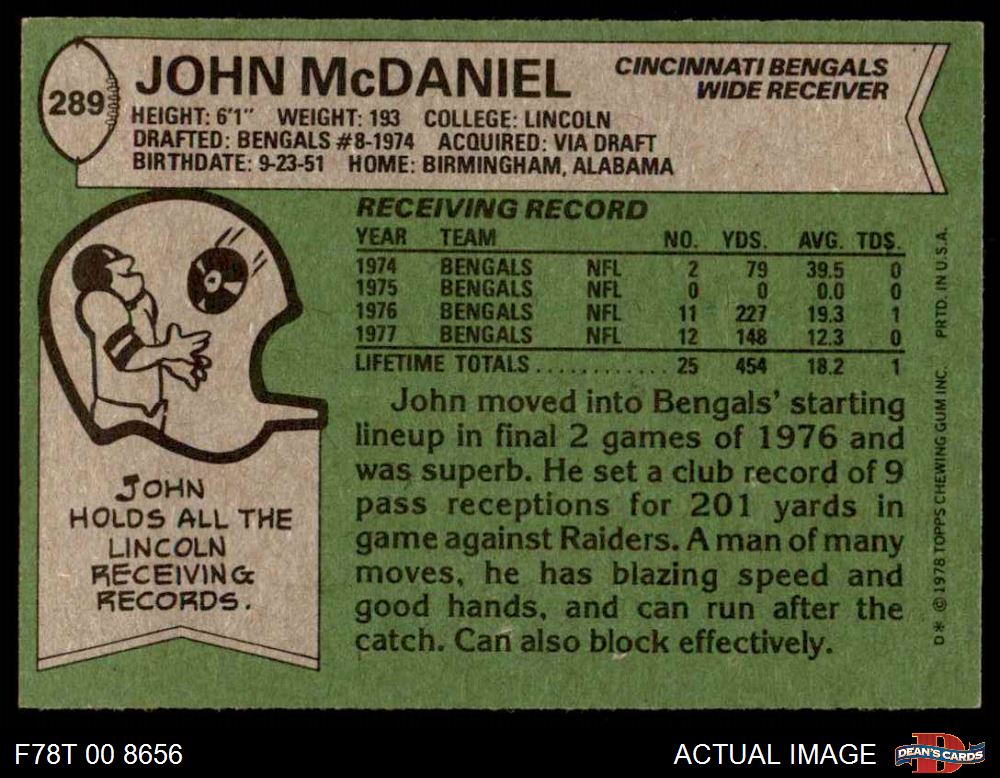 289
JOHN McDANIEL
CINCINNATI BENGALS
WIDE RECEIVER
HEIGHT: 6'1" WEIGHT: 193 COLLEGE: LINCOLN
DRAFTED: BENGALS #8-1974 ACQUIRED: VIA DRAFT
BIRTHDATE: 9-23-51 HOME: BIRMINGHAM, ALABAMA
RECEIVING RECORD
YEAR TEAM NO. YDS. AVG. TDS.
1974 BENGALS NFL 2 79 39.5 0
1975 BENGALS NFL 0 0 0.0 0
1976 BENGALS NFL 11 227 19.3 1
1977 BENGALS NFL 12 148 12.3 0
LIFETIME TOTALS............ 25 454 18.2 1
John moved into Bengals' starting
lineup in final 2 games of 1976 and
was superb. He set a club record of 9
pass receptions for 201 yards in
game against Raiders. A man of many
moves, he has blazing speed and
good hands, and can run after the
catch. Can also block effectively.
JOHN
HOLDS ALL THE
LINCOLN
RECEIVING
RECORDS.
D* © 1978 TOPPS CHEWING GUM INC. PRTD. IN U.S.A.
F78T 00 8656
ACTUAL IMAGE
D
DEAN'S CARDS